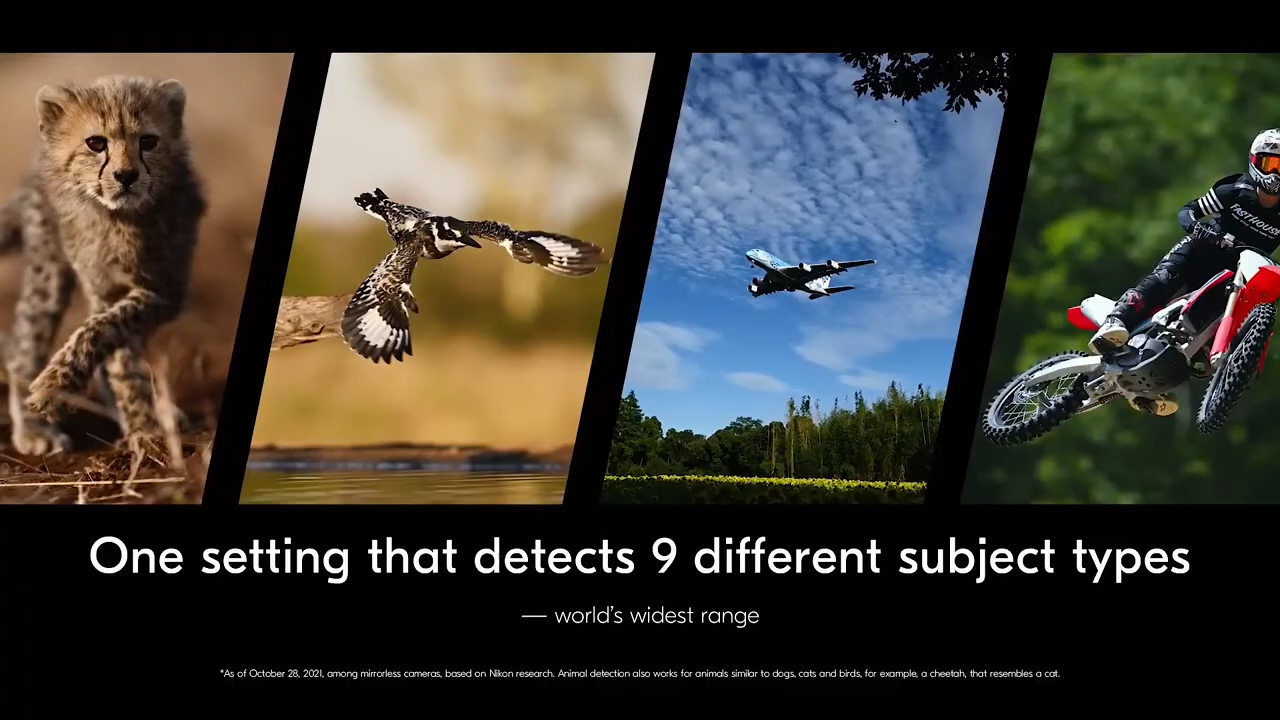 FASTHOUSE
One setting that detects 9 different subject types
— world's widest range
*As of October 28, 2021, among mirrorless cameras, based on Nikon research. Animal detection also works for animals similar to dogs, cats and birds, for example, a cheetah, that resembles a cat.